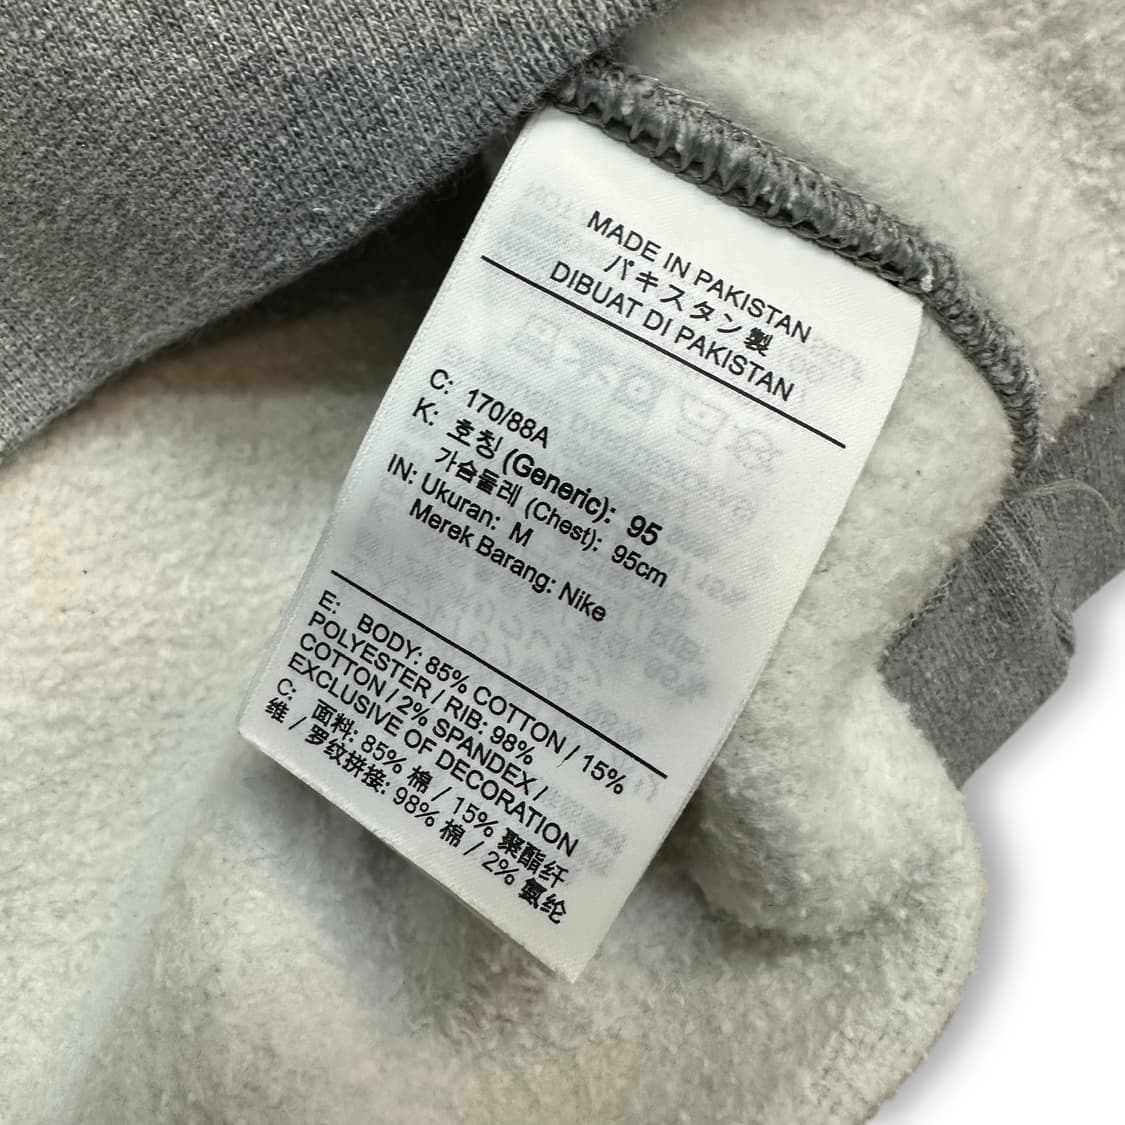 MADE IN PAKISTAN
パキスタン製
DIBUAT DI PAKISTAN
C: 170/88A
K: 호칭 (Generic): 95
가슴둘레 (Chest): 95cm
IN: Ukuran: M
Merek Barang: Nike
E: BODY: 85% COTTON / 15%
POLYESTER / RIB: 98%
COTTON / 2% SPANDEX /
EXCLUSIVE OF DECORATION
C: 面料: 85% 棉 / 15% 聚酯纤
维 / 罗纹拼接: 98% 棉 / 2% 氨纶